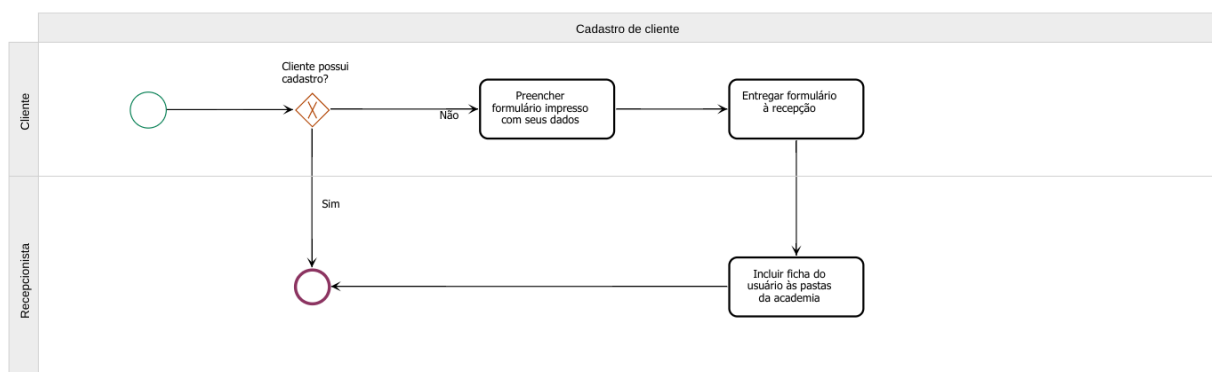 Cadastro de cliente
Cliente
Cliente possui
cadastro?
Não
Preencher
formulário impresso
com seus dados
Entregar formulário
à recepção
Sim
Recepcionista
Incluir ficha do
usuário às pastas
da academia